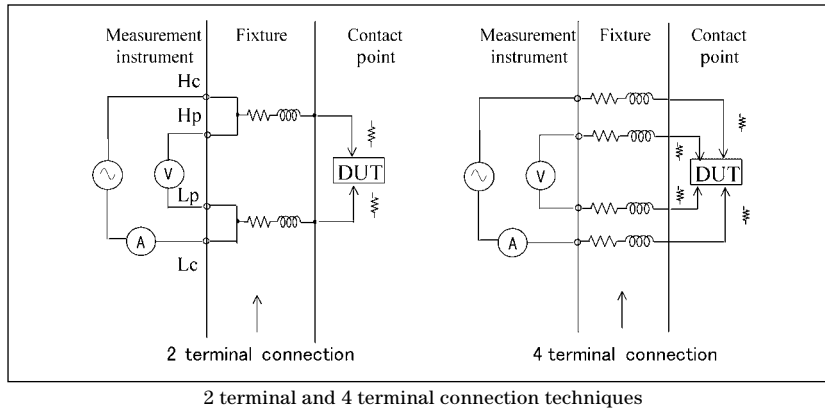 Measurement instrument
Fixture
Contact point
Hc
Hp
V
Lp
A
Lc
DUT
2 terminal connection
Measurement instrument
Fixture
Contact point
V
A
DUT
4 terminal connection
2 terminal and 4 terminal connection techniques